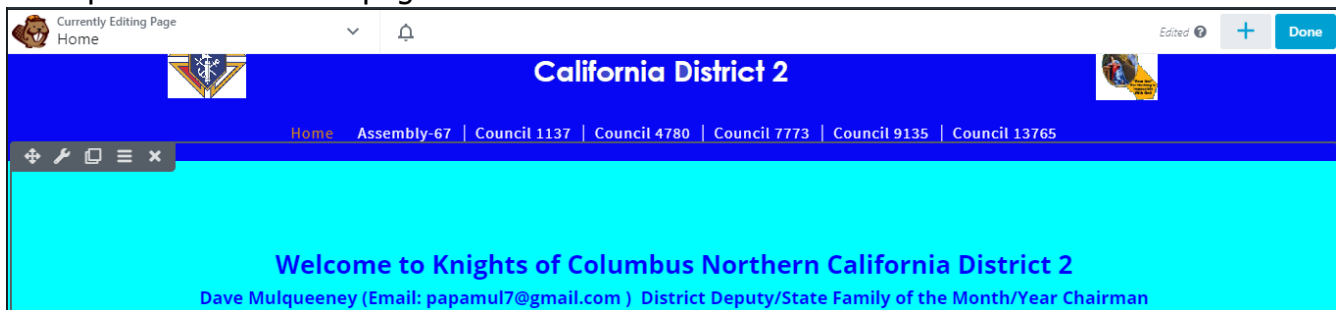 Currently Editing Page
Home
Edited
Done
California District 2
Home Assembly-67 | Council 1137 | Council 4780 | Council 7773 | Council 9135 | Council 13765
Welcome to Knights of Columbus Northern California District 2
Dave Mulqueeney (Email: papamul7@gmail.com ) District Deputy/State Family of the Month/Year Chairman